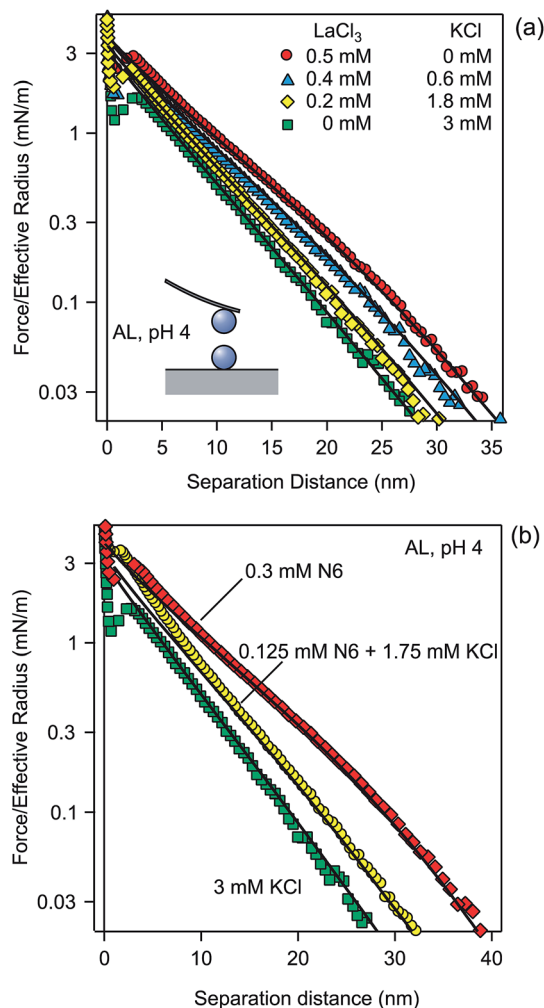 (a)
LaCl3 KCl
0.5 mM 0 mM
0.4 mM 0.6 mM
0.2 mM 1.8 mM
0 mM 3 mM
3
1
0.3
0.1
0.03
Force/Effective Radius (mN/m)
AL, pH 4
0 5 10 15 20 25 30 35
Separation Distance (nm)
(b)
AL, pH 4
3
1
0.3
0.1
0.03
Force/Effective Radius (mN/m)
0.3 mM N6
0.125 mM N6 + 1.75 mM KCl
3 mM KCl
0 10 20 30 40
Separation distance (nm)